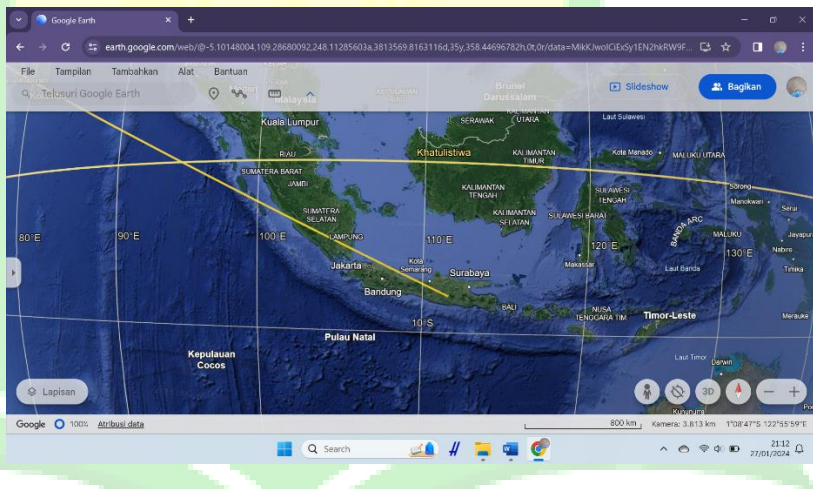 Google Earth
earth.google.com/web/@-5.10148004,109.28680092,248.11285603a,3813569.8163116d,35y,358.44696782h,0t,0r/data=MikKJwolCiExSy1EN2hkRW9F...
File Tampilan Tambahkan Alat Bantuan
Telusuri Google Earth
Slideshow
Bagikan
Medan
Malaysia
Brunei
Darussalam
Kuala Lumpur
SERAWAK
KALIMANTAN
UTARA
Laut Sulawesi
RIAU
Khatulistiwa
KALIMANTAN
TIMUR
Kota Manado
MALUKU UTARA
SUMATERA BARAT
JAMBI
KALIMANTAN
TENGAH
SULAWESI
TENGAH
Sorong
Manokwari
SUMATERA
SELATAN
KALIMANTAN
SELATAN
SULAWESI BARAT
BANDA ARC
Serui
80°E
90°E
100°E
LAMPUNG
110°E
120°E
MALUKU
130°E
Jayapura
Nabire
Jakarta
Kota
Semarang
Surabaya
Makassar
Laut Banda
Timika
Bandung
BALI
NUSA
TENGGARA TIM
Timor-Leste
Merauke
10°S
Pulau Natal
Kepulauan
Cocos
Laut Timor
Darwin
Lapisan
3D
Kununurra
Google 100% Atribusi data
800 km Kamera: 3.813 km 1°08'47"S 122°55'59"E
Search
21:12
27/01/2024